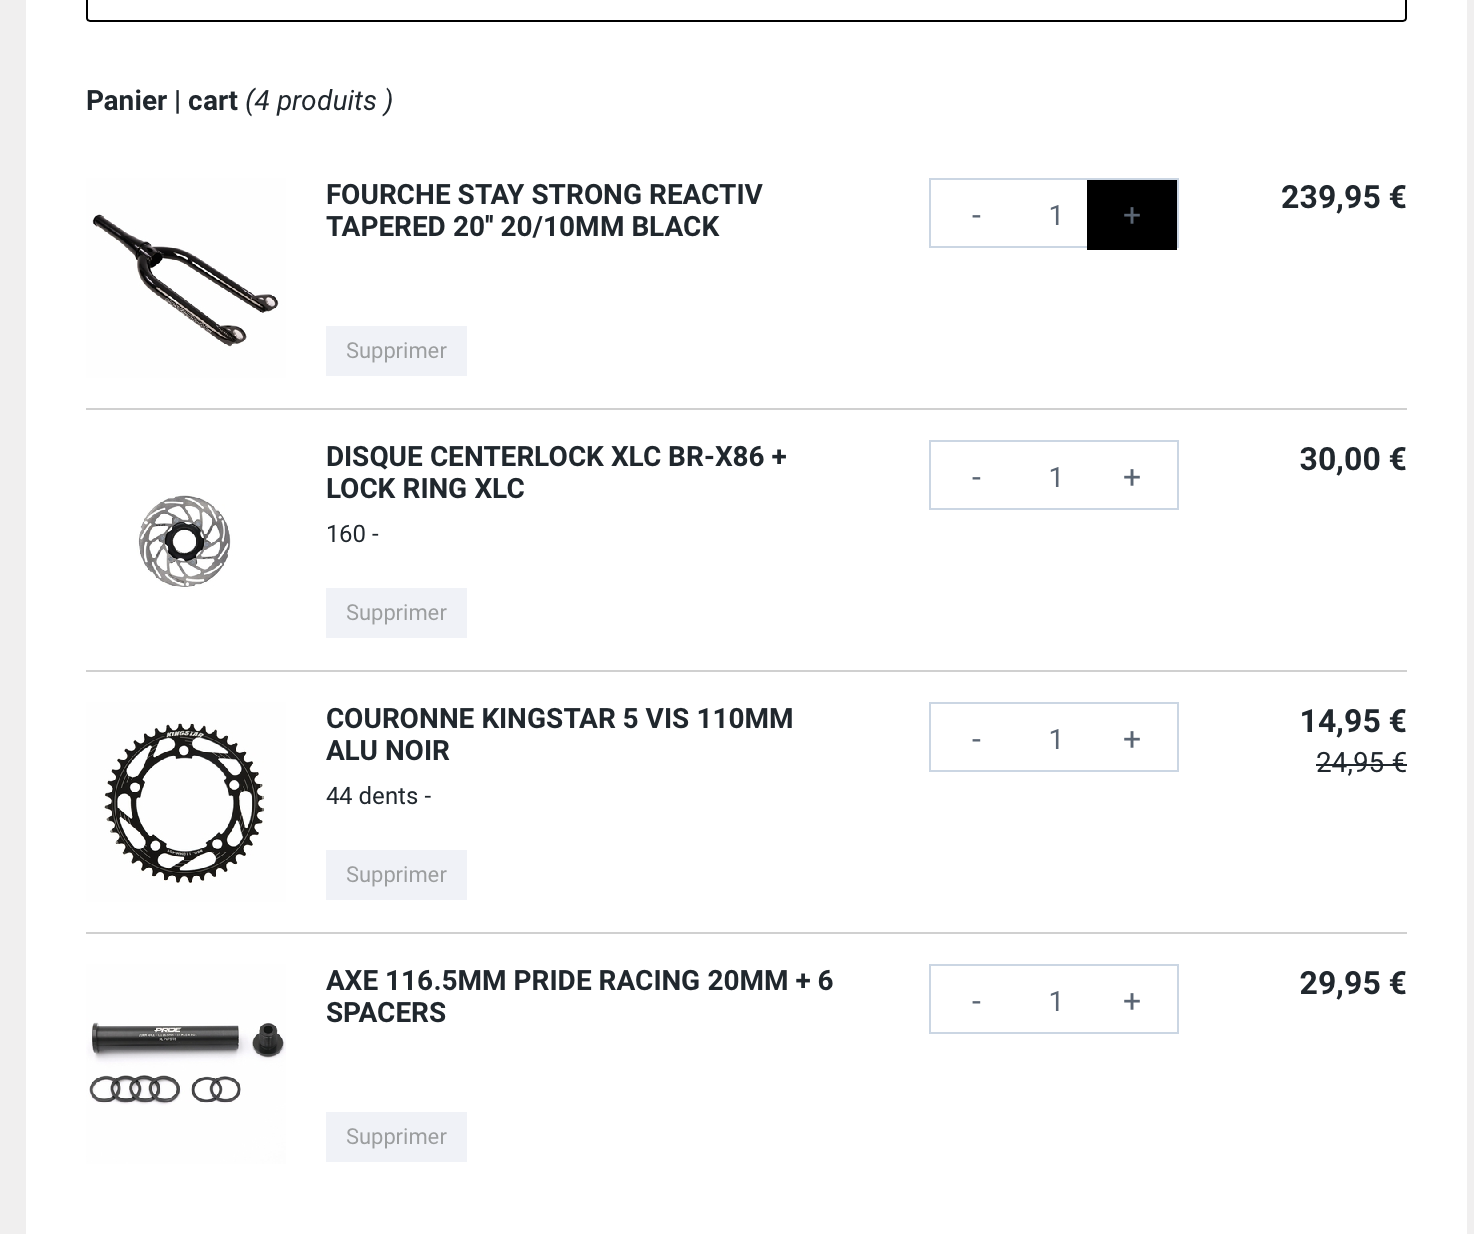 Panier | cart (4 produits )
FOURCHE STAY STRONG REACTIV
TAPERED 20" 20/10MM BLACK
- 1 +
239,95 €
Supprimer
DISQUE CENTERLOCK XLC BR-X86 +
LOCK RING XLC
160 -
- 1 +
30,00 €
Supprimer
KINGSTAR
COURONNE KINGSTAR 5 VIS 110MM
ALU NOIR
44 dents -
- 1 +
14,95 €
24,95 €
Supprimer
PRIDE
AXE 116.5MM PRIDE RACING 20MM + 6
SPACERS
- 1 +
29,95 €
Supprimer